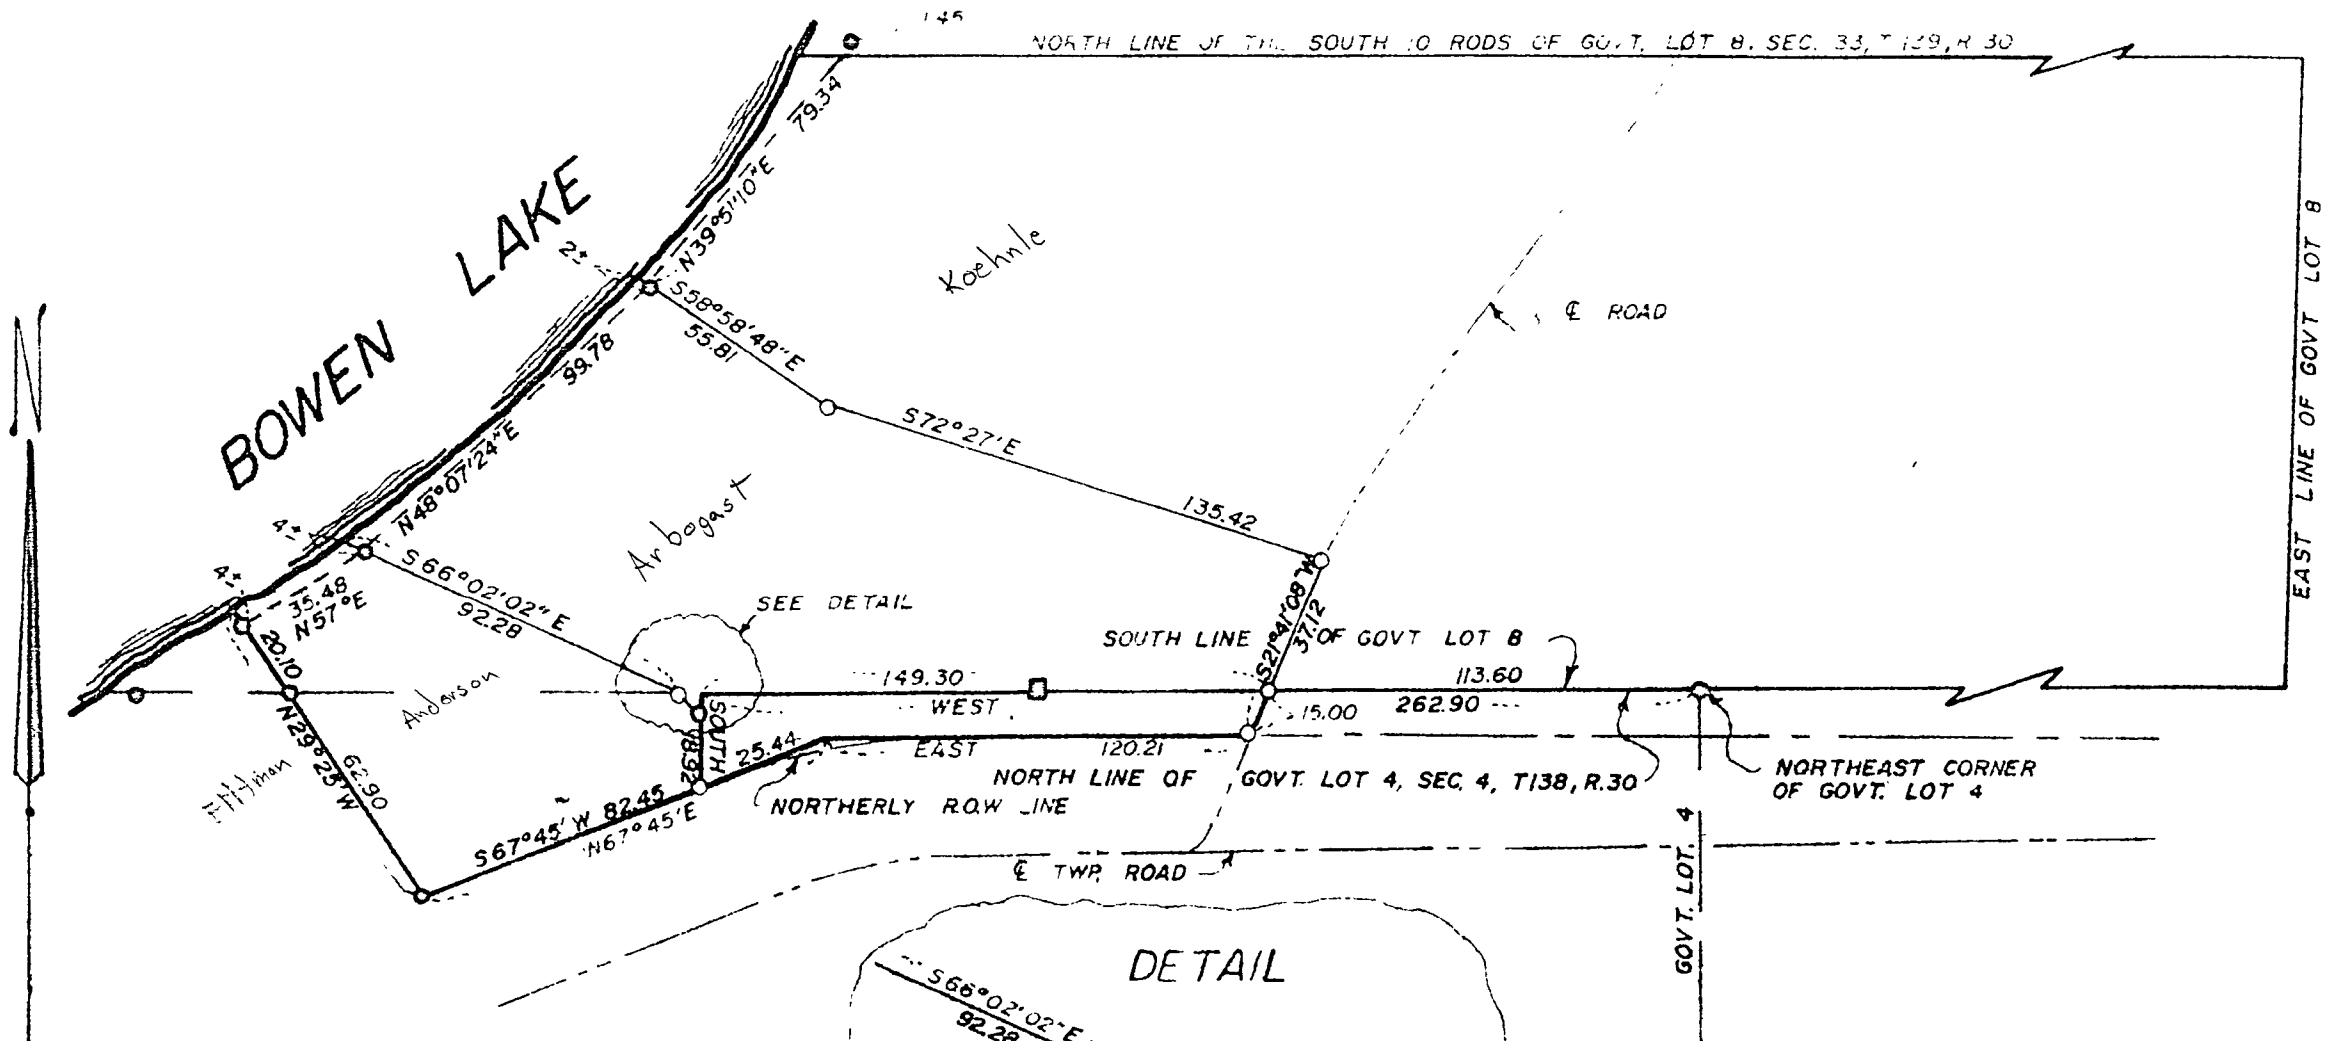 145
NORTH LINE OF THE SOUTH 10 RODS OF GOVT. LOT 8. SEC. 33, T 139, R 30
79.34
N39°51'10"E
BOWEN LAKE
2±
Koehnle
S58°58'48"E
55.81
99.78
N48°07'24"E
℄ ROAD
EAST LINE OF GOVT LOT 8
S72°27'E
135.42
Arbogast
4±
4±
35.48
N57°E
S66°02'02"E
92.28
SEE DETAIL
S21°41'08"W
37.12
SOUTH LINE OF GOVT LOT 8
20.10
149.30
113.60
WEST
262.90
Anderson
SOUTH
18.92
15.00
N29°25'W
62.90
25.44
EAST
120.21
NORTH LINE OF GOVT. LOT 4, SEC. 4, T138, R.30
NORTHEAST CORNER
OF GOVT. LOT 4
NORTHERLY R.O.W LINE
S67°45'W 82.45
N67°45'E
℄ TWP. ROAD
GOVT. LOT. 4
DETAIL
S66°02'02"E
92.28
N